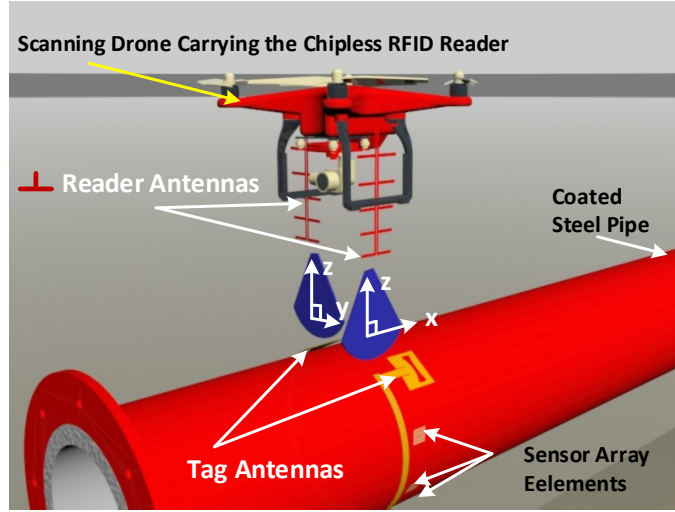 Scanning Drone Carrying the Chipless RFID Reader
Reader Antennas
Coated
Steel Pipe
z
z
y
x
Tag Antennas
Sensor Array
Eelements